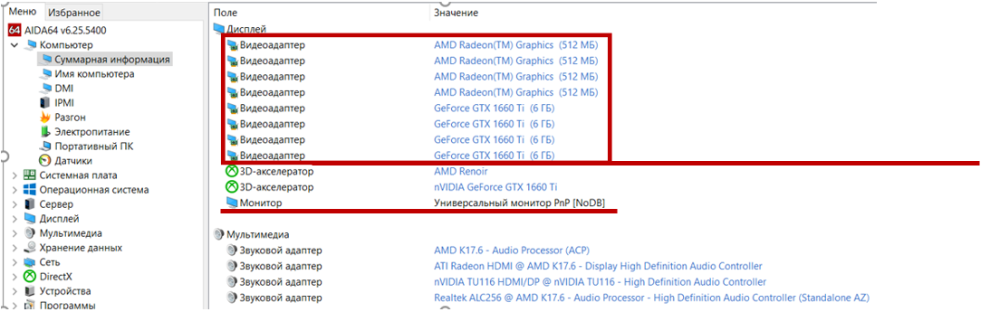 Меню Избранное
64 AIDA64 v6.25.5400
Компьютер
Суммарная информация
Имя компьютера
DMI
IPMI
Разгон
Электропитание
Портативный ПК
Датчики
Системная плата
Операционная система
Сервер
Дисплей
Мультимедиа
Хранение данных
Сеть
DirectX
Устройства
Программы
Поле Значение
Дисплей
Видеоадаптер AMD Radeon(TM) Graphics (512 МБ)
Видеоадаптер AMD Radeon(TM) Graphics (512 МБ)
Видеоадаптер AMD Radeon(TM) Graphics (512 МБ)
Видеоадаптер AMD Radeon(TM) Graphics (512 МБ)
Видеоадаптер GeForce GTX 1660 Ti (6 ГБ)
Видеоадаптер GeForce GTX 1660 Ti (6 ГБ)
Видеоадаптер GeForce GTX 1660 Ti (6 ГБ)
Видеоадаптер GeForce GTX 1660 Ti (6 ГБ)
3D-акселератор AMD Renoir
3D-акселератор nVIDIA GeForce GTX 1660 Ti
Монитор Универсальный монитор PnP [NoDB]
Мультимедиа
Звуковой адаптер AMD K17.6 - Audio Processor (ACP)
Звуковой адаптер ATI Radeon HDMI @ AMD K17.6 - Display High Definition Audio Controller
Звуковой адаптер nVIDIA TU116 HDMI/DP @ nVIDIA TU116 - High Definition Audio Controller
Звуковой адаптер Realtek ALC256 @ AMD K17.6 - Audio Processor - High Definition Audio Controller (Standalone AZ)